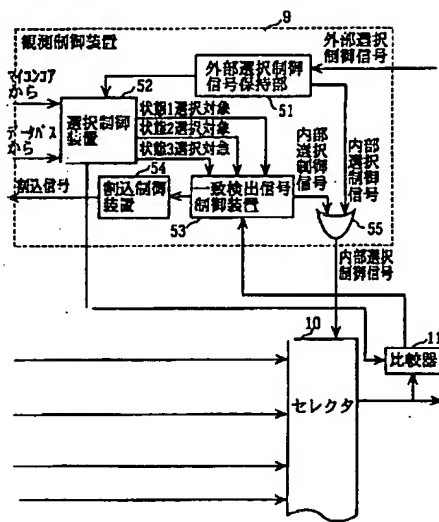 9
観測制御装置
外部選択
制御信号
マイコンコア
から
52
外部選択制御
信号保持部
51
データバス
から
選択制御
装置
状態1選択対象
状態2選択対象
状態3選択対象
内部
選択
制御信号
内部選択
制御信号
割込信号
54
割込制御
装置
一致検出信号
制御装置
53
55
内部選択
制御信号
10
11
比較器
セレクタ